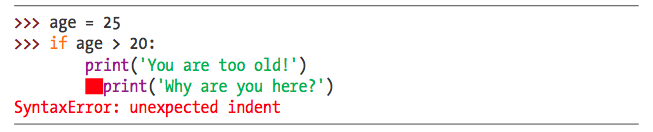 >>> age = 25
>>> if age > 20:
        print('You are too old!')
          print('Why are you here?')
SyntaxError: unexpected indent